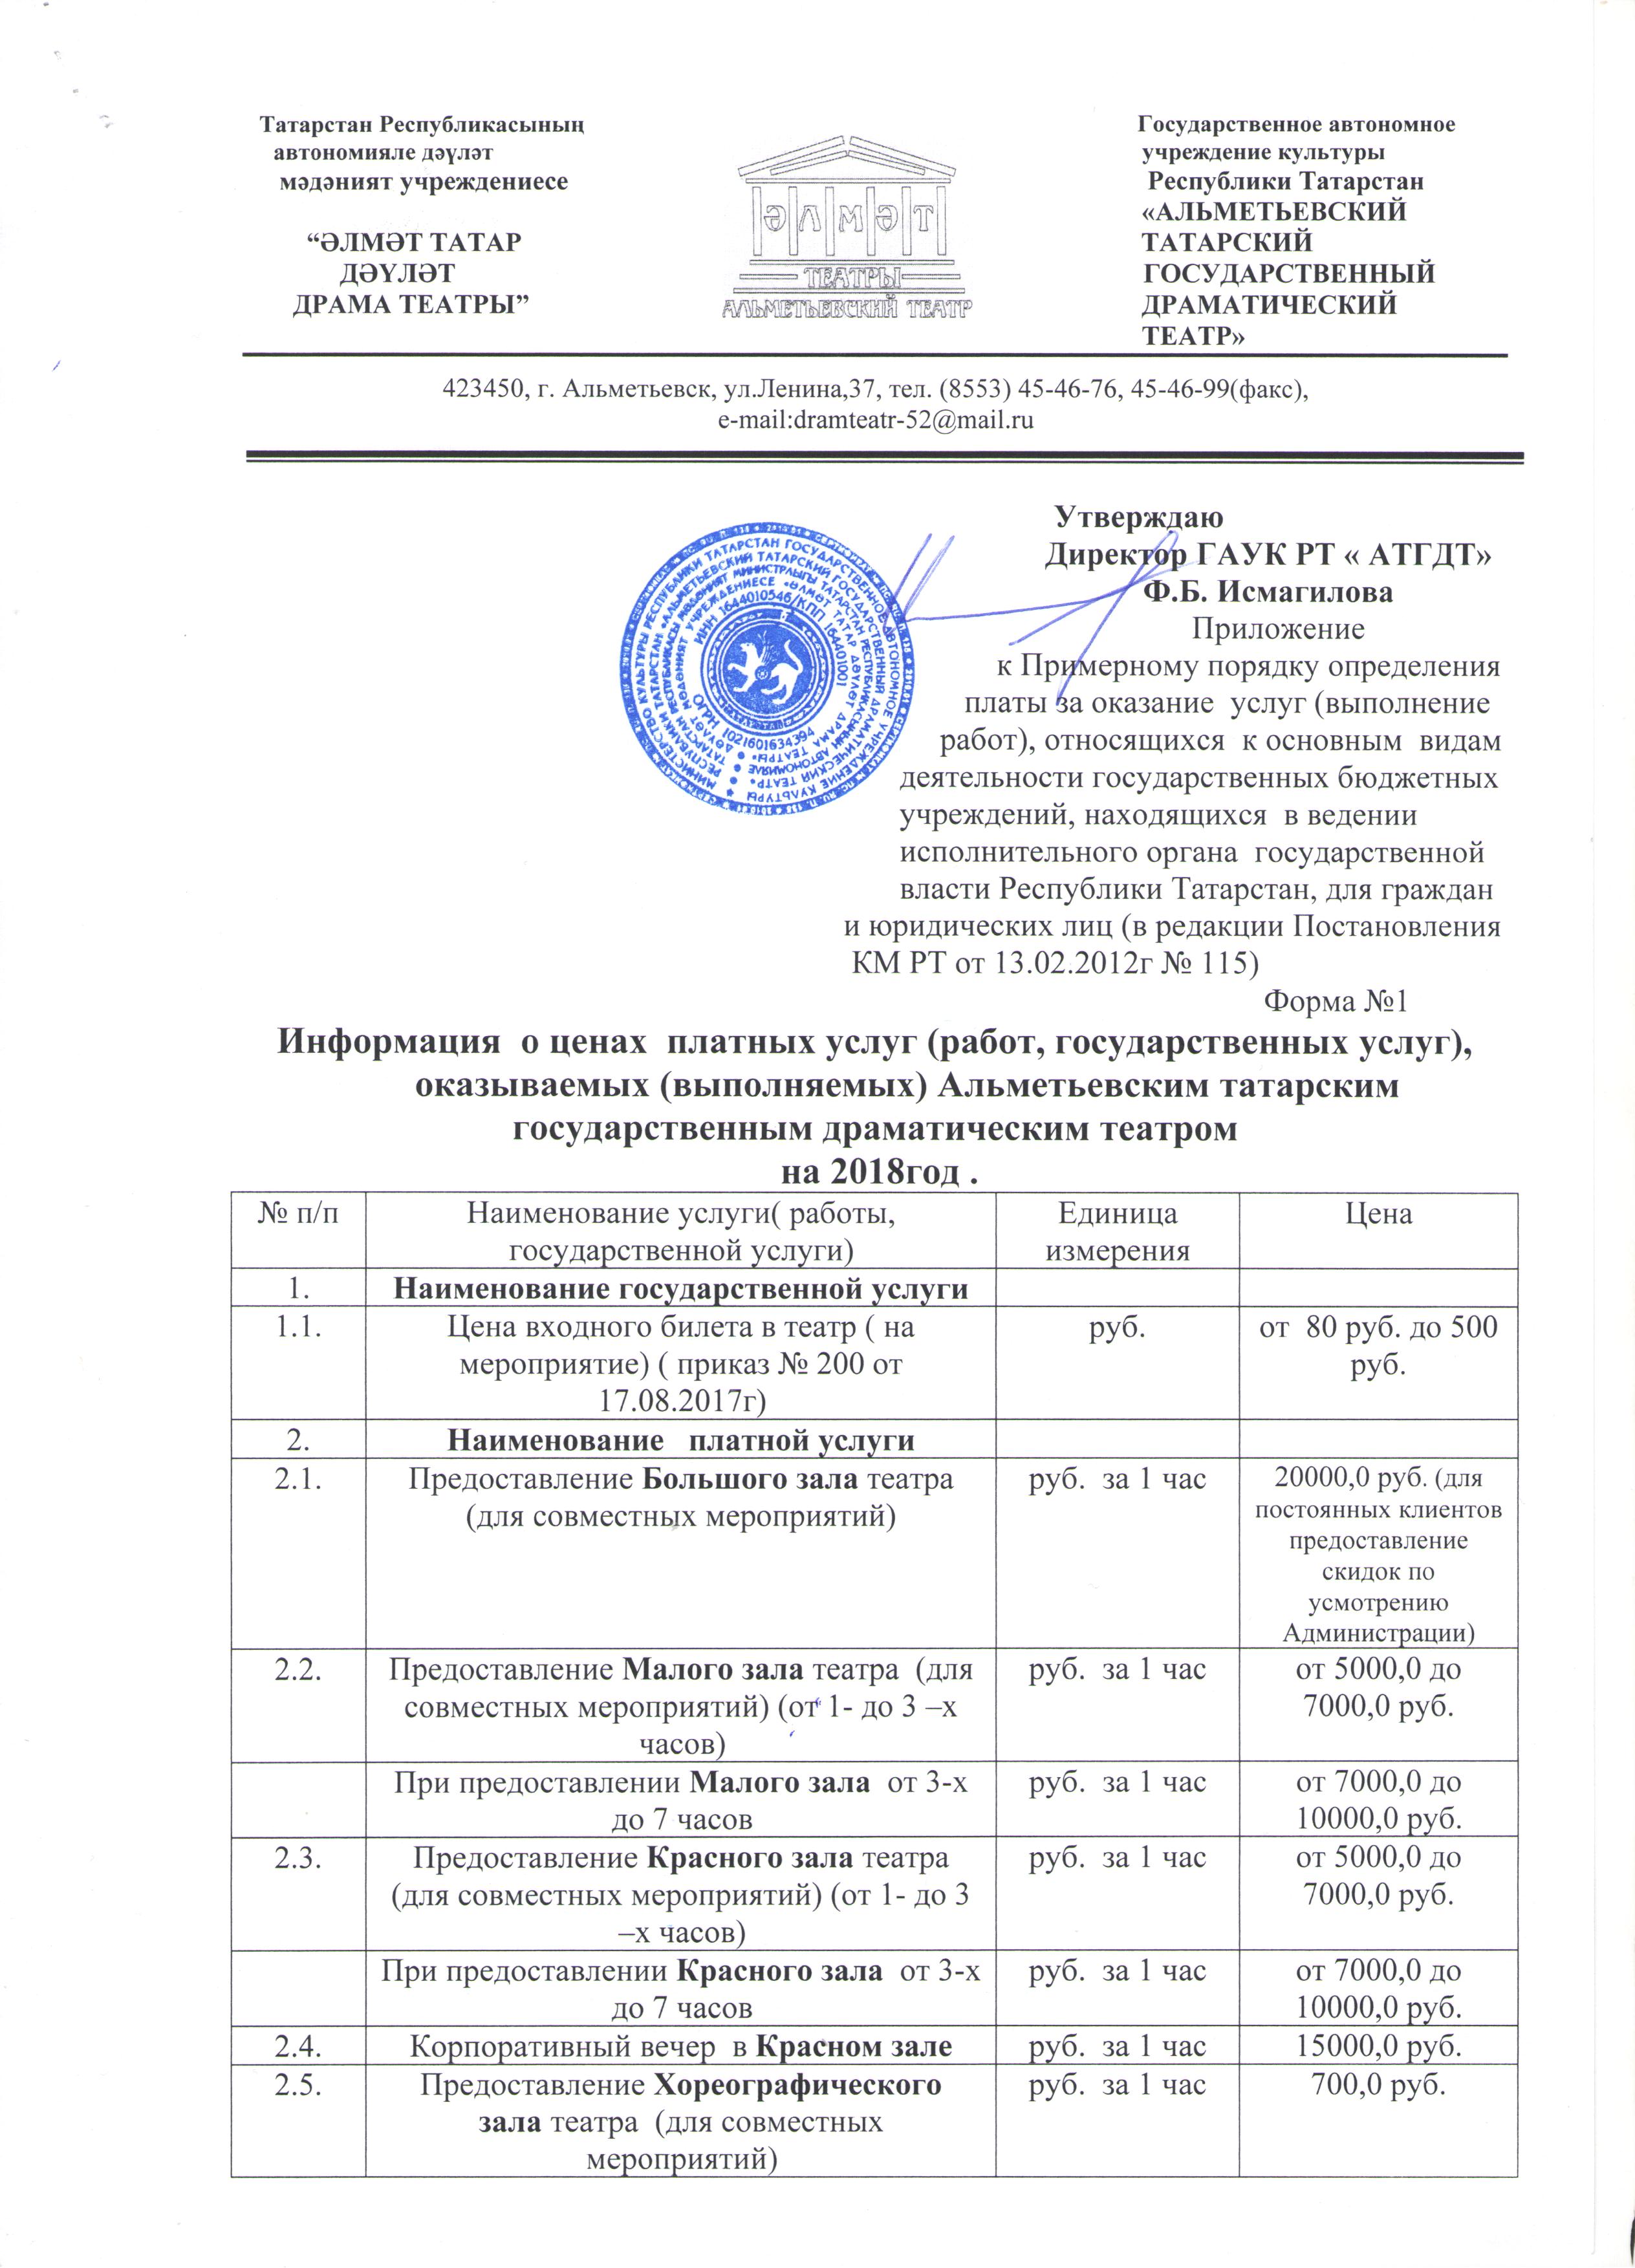 Татарстан Республикасының
автономияле дәүләт
мәдәният учреждениесе
“ӘЛМӘТ ТАТАР
ДӘҮЛӘТ
ДРАМА ТЕАТРЫ”
ӘЛМӘТ
ТЕАТРЫ
АЛЬМЕТЬЕВСКИЙ ТЕАТР
Государственное автономное
учреждение культуры
Республики Татарстан
«АЛЬМЕТЬЕВСКИЙ
ТАТАРСКИЙ
ГОСУДАРСТВЕННЫЙ
ДРАМАТИЧЕСКИЙ
ТЕАТР»
423450, г. Альметьевск, ул.Ленина,37, тел. (8553) 45-46-76, 45-46-99(факс),
e-mail:dramteatr-52@mail.ru
Утверждаю
Директор ГАУК РТ « АТГДТ»
Ф.Б. Исмагилова
ИНН 1644010546/КПП 164401001
ОГРН 1021601634394
Приложение
к Примерному порядку определения
платы за оказание услуг (выполнение
работ), относящихся к основным видам
деятельности государственных бюджетных
учреждений, находящихся в ведении
исполнительного органа государственной
власти Республики Татарстан, для граждан
и юридических лиц (в редакции Постановления
КМ РТ от 13.02.2012г № 115)
Форма №1
Информация о ценах платных услуг (работ, государственных услуг),
оказываемых (выполняемых) Альметьевским татарским
государственным драматическим театром
на 2018год .
№ п/п
Наименование услуги( работы,
государственной услуги)
Единица
измерения
Цена
1.
Наименование государственной услуги
1.1.
Цена входного билета в театр ( на
мероприятие) ( приказ № 200 от
17.08.2017г)
руб.
от 80 руб. до 500
руб.
2.
Наименование платной услуги
2.1.
Предоставление Большого зала театра
(для совместных мероприятий)
руб. за 1 час
20000,0 руб. (для
постоянных клиентов
предоставление
скидок по
усмотрению
Администрации)
2.2.
Предоставление Малого зала театра (для
совместных мероприятий) (от 1- до 3 –х
часов)
руб. за 1 час
от 5000,0 до
7000,0 руб.
При предоставлении Малого зала от 3-х
до 7 часов
руб. за 1 час
от 7000,0 до
10000,0 руб.
2.3.
Предоставление Красного зала театра
(для совместных мероприятий) (от 1- до 3
–х часов)
руб. за 1 час
от 5000,0 до
7000,0 руб.
При предоставлении Красного зала от 3-х
до 7 часов
руб. за 1 час
от 7000,0 до
10000,0 руб.
2.4.
Корпоративный вечер в Красном зале
руб. за 1 час
15000,0 руб.
2.5.
Предоставление Хореографического
зала театра (для совместных
мероприятий)
руб. за 1 час
700,0 руб.